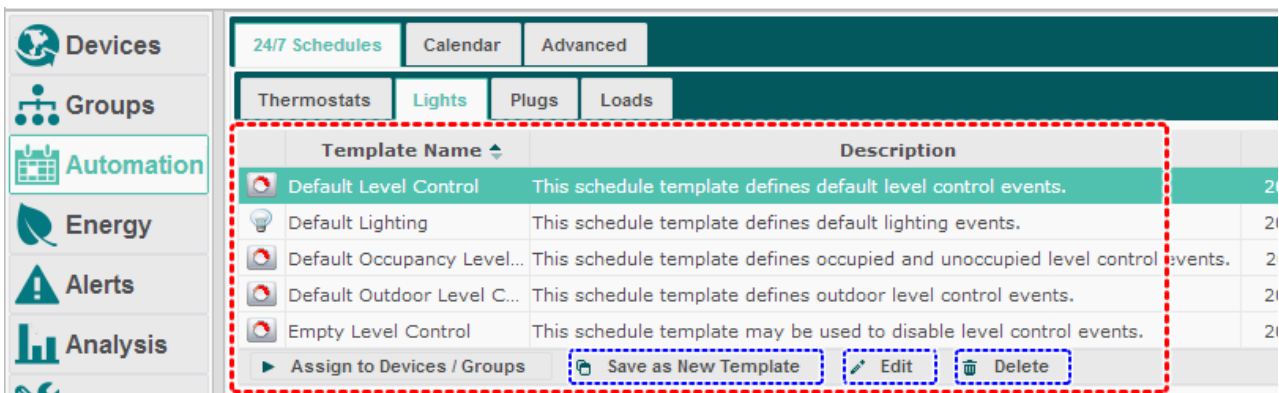 Devices
Groups
Automation
Energy
Alerts
Analysis
24/7 Schedules Calendar Advanced
Thermostats Lights Plugs Loads
Template Name Description
Default Level Control This schedule template defines default level control events.
Default Lighting This schedule template defines default lighting events.
Default Occupancy Level... This schedule template defines occupied and unoccupied level control events.
Default Outdoor Level C... This schedule template defines outdoor level control events.
Empty Level Control This schedule template may be used to disable level control events.
Assign to Devices / Groups Save as New Template Edit Delete